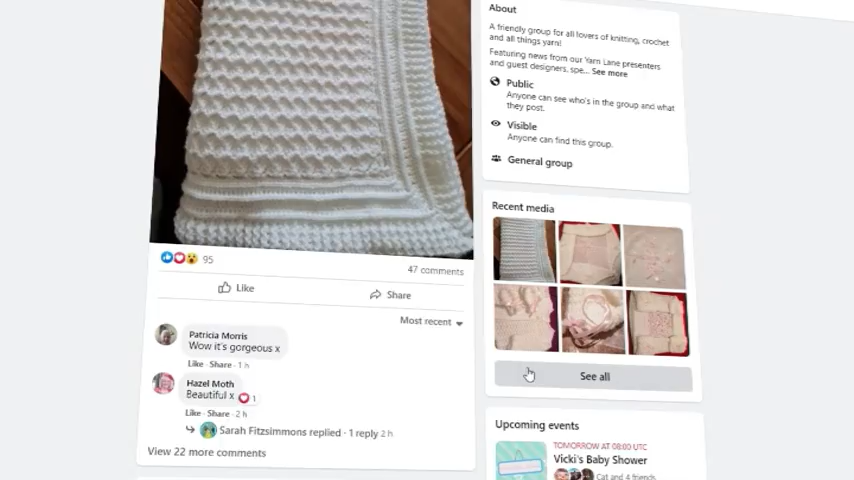 95
47 comments
Like
Share
Most recent
Patricia Morris
Wow it's gorgeous x
Like · Share · 1 h
Hazel Moth
Beautiful x
1
Like · Share · 2 h
Sarah Fitzsimmons replied · 1 reply 2 h
View 22 more comments
About
A friendly group for all lovers of knitting, crochet
and all things yarn!
Featuring news from our Yarn Lane presenters
and guest designers, spe... See more
Public
Anyone can see who's in the group and what
they post.
Visible
Anyone can find this group.
General group
Recent media
See all
Upcoming events
TOMORROW AT 08:00 UTC
Vicki's Baby Shower
Cat and 4 friends